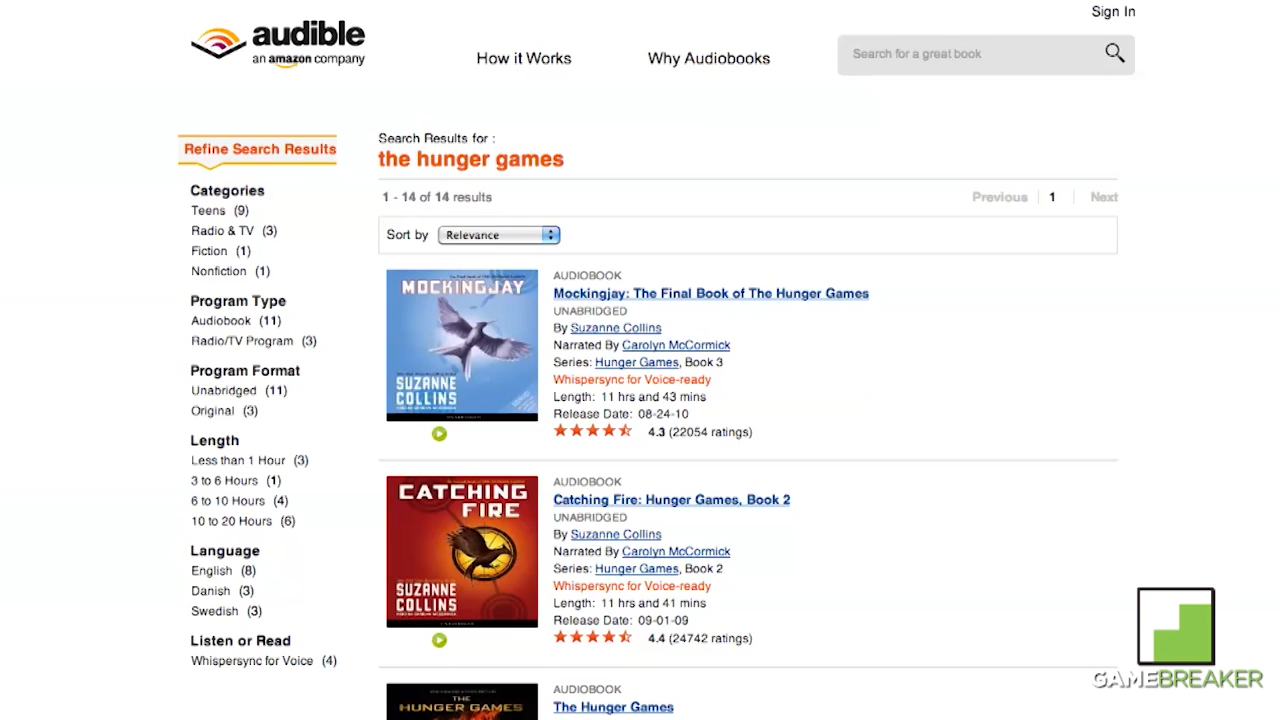 Sign In
audible
an amazon company
How it Works
Why Audiobooks
Search for a great book
Refine Search Results
Categories
Teens (9)
Radio & TV (3)
Fiction (1)
Nonfiction (1)
Program Type
Audiobook (11)
Radio/TV Program (3)
Program Format
Unabridged (11)
Original (3)
Length
Less than 1 Hour (3)
3 to 6 Hours (1)
6 to 10 Hours (4)
10 to 20 Hours (6)
Language
English (8)
Danish (3)
Swedish (3)
Listen or Read
Whispersync for Voice (4)
Search Results for :
the hunger games
1 - 14 of 14 results
Previous 1 Next
Sort by Relevance
MOCKINGJAY
SUZANNE
COLLINS
AUDIOBOOK
Mockingjay: The Final Book of The Hunger Games
UNABRIDGED
By Suzanne Collins
Narrated By Carolyn McCormick
Series: Hunger Games, Book 3
Whispersync for Voice-ready
Length: 11 hrs and 43 mins
Release Date: 08-24-10
4.3 (22054 ratings)
CATCHING
FIRE
SUZANNE
COLLINS
AUDIOBOOK
Catching Fire: Hunger Games, Book 2
UNABRIDGED
By Suzanne Collins
Narrated By Carolyn McCormick
Series: Hunger Games, Book 2
Whispersync for Voice-ready
Length: 11 hrs and 41 mins
Release Date: 09-01-09
4.4 (24742 ratings)
THE
HUNGER GAMES
AUDIOBOOK
The Hunger Games
GAMEBREAKER